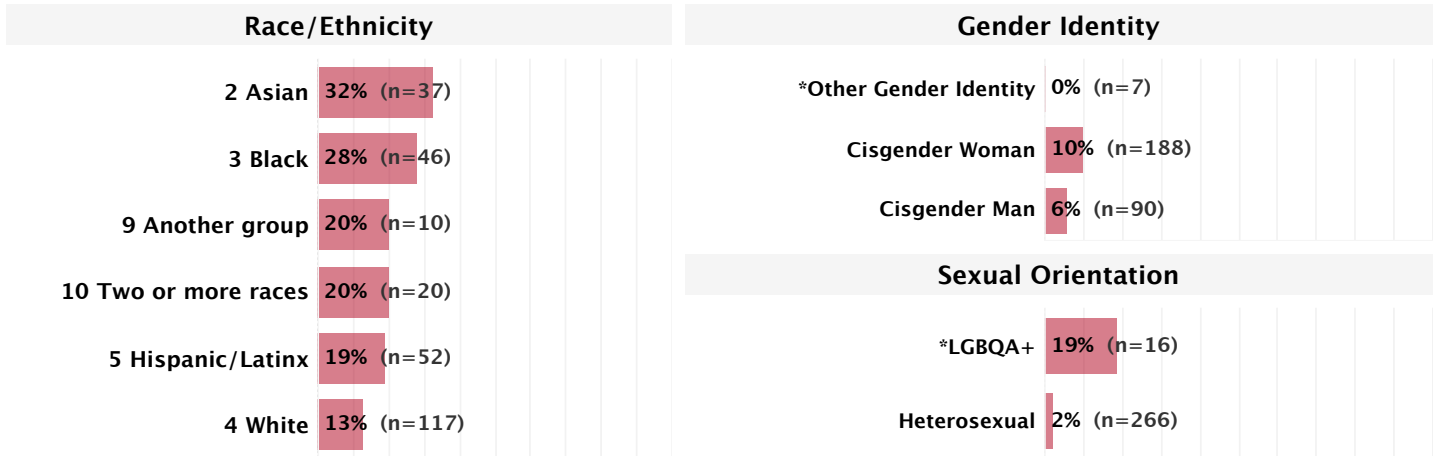 Race/Ethnicity
2 Asian 32% (n=37)
3 Black 28% (n=46)
9 Another group 20% (n=10)
10 Two or more races 20% (n=20)
5 Hispanic/Latinx 19% (n=52)
4 White 13% (n=117)
Gender Identity
*Other Gender Identity 0% (n=7)
Cisgender Woman 10% (n=188)
Cisgender Man 6% (n=90)
Sexual Orientation
*LGBQA+ 19% (n=16)
Heterosexual 2% (n=266)